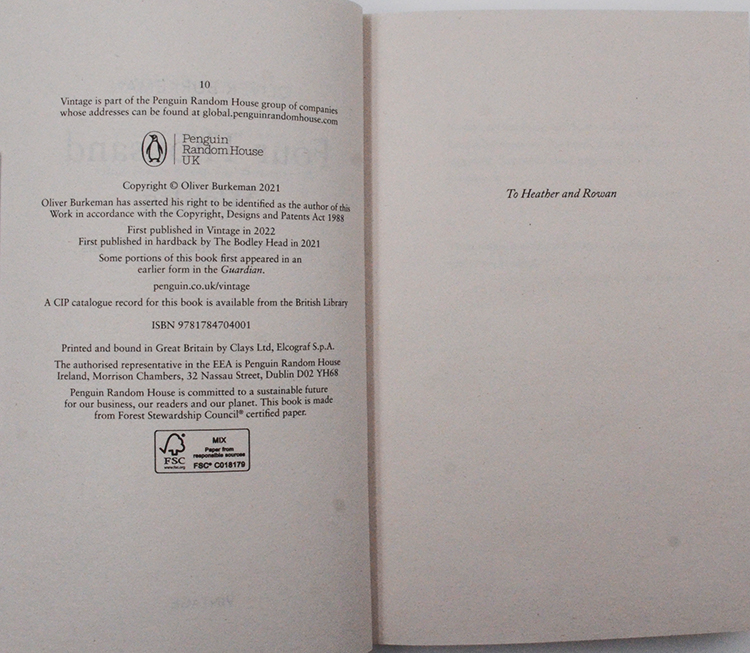 10
Vintage is part of the Penguin Random House group of companies
whose addresses can be found at global.penguinrandomhouse.com
Penguin
Random House
UK
Copyright © Oliver Burkeman 2021
Oliver Burkeman has asserted his right to be identified as the author of this
Work in accordance with the Copyright, Designs and Patents Act 1988
First published in Vintage in 2022
First published in hardback by The Bodley Head in 2021
Some portions of this book first appeared in an
earlier form in the Guardian.
penguin.co.uk/vintage
A CIP catalogue record for this book is available from the British Library
ISBN 9781784704001
Printed and bound in Great Britain by Clays Ltd, Elcograf S.p.A.
The authorised representative in the EEA is Penguin Random House
Ireland, Morrison Chambers, 32 Nassau Street, Dublin D02 YH68
Penguin Random House is committed to a sustainable future
for our business, our readers and our planet. This book is made
from Forest Stewardship Council® certified paper.
FSC
www.fsc.org
MIX
Paper from
responsible sources
FSC® C018179
To Heather and Rowan